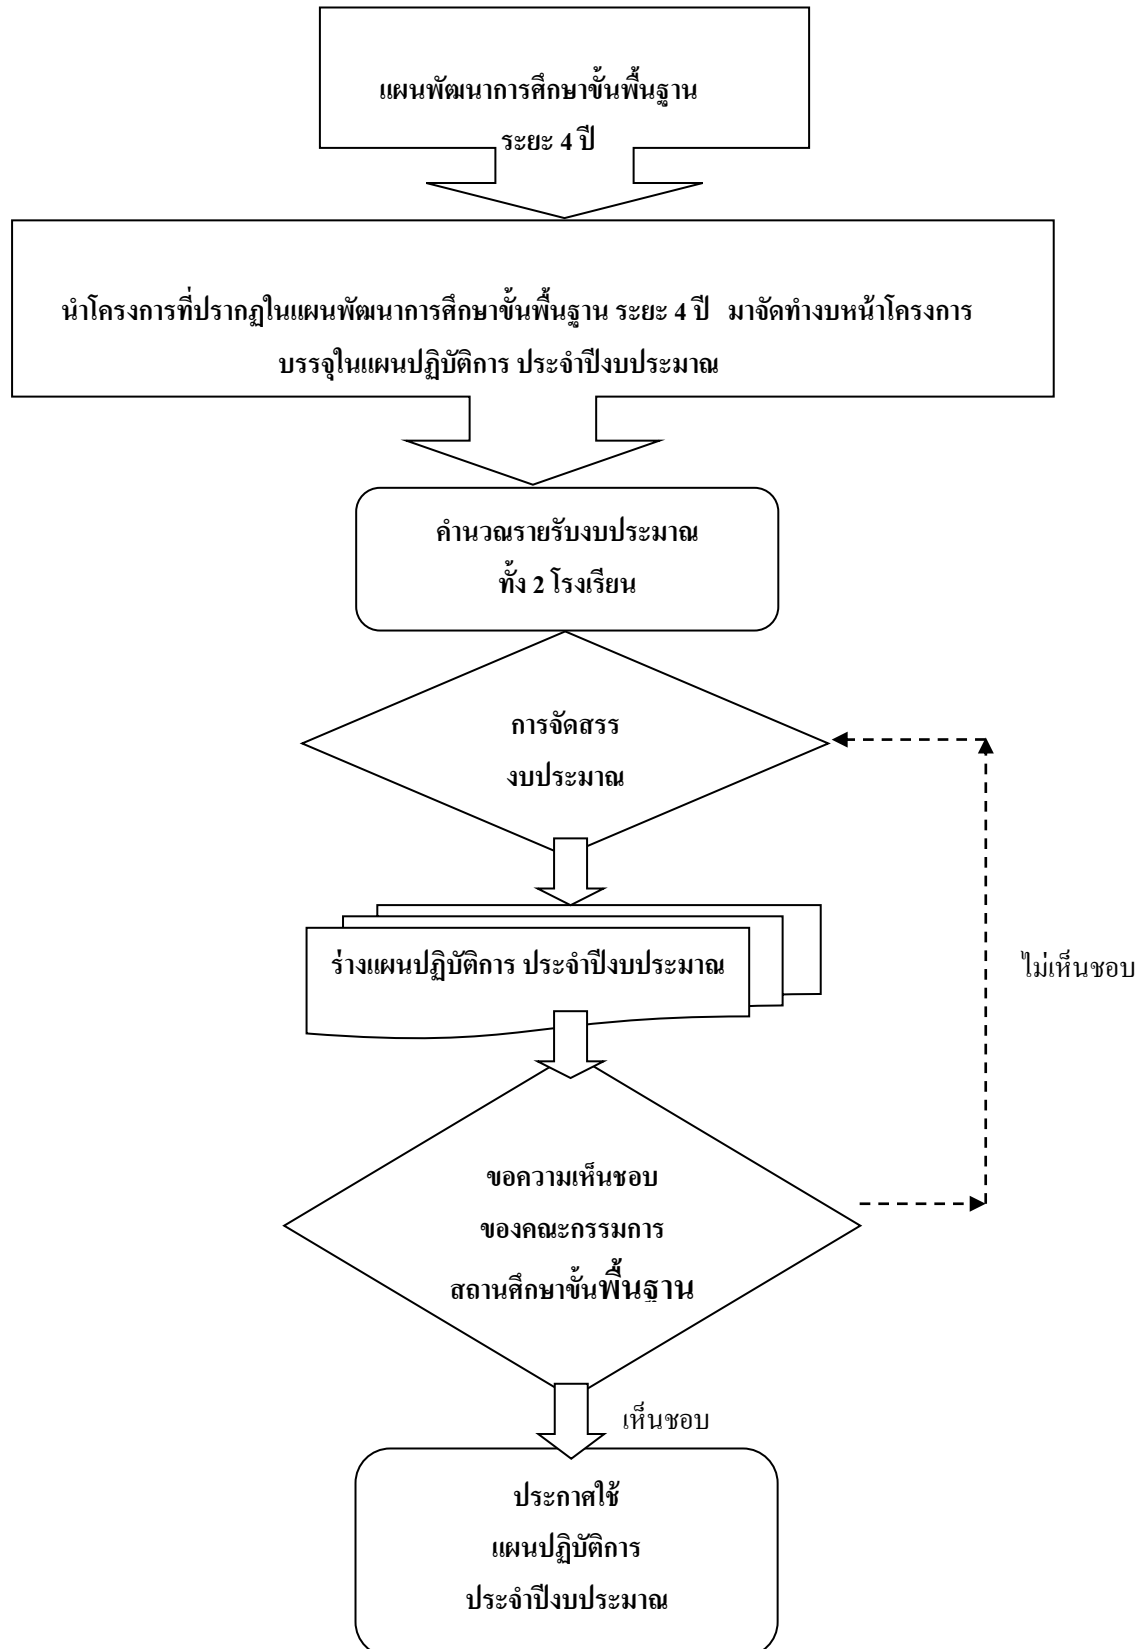 แผนพัฒนาการศึกษาขั้นพื้นฐาน
ระยะ 4 ปี
นำโครงการที่ปรากฏในแผนพัฒนาการศึกษาขั้นพื้นฐาน ระยะ 4 ปี มาจัดทำงบหน้าโครงการ
บรรจุในแผนปฏิบัติการ ประจำปีงบประมาณ
คำนวณรายรับงบประมาณ
ทั้ง 2 โรงเรียน
การจัดสรร
งบประมาณ
ร่างแผนปฏิบัติการ ประจำปีงบประมาณ
ไม่เห็นชอบ
ขอความเห็นชอบ
ของคณะกรรมการ
สถานศึกษาขั้นพื้นฐาน
เห็นชอบ
ประกาศใช้
แผนปฏิบัติการ
ประจำปีงบประมาณ